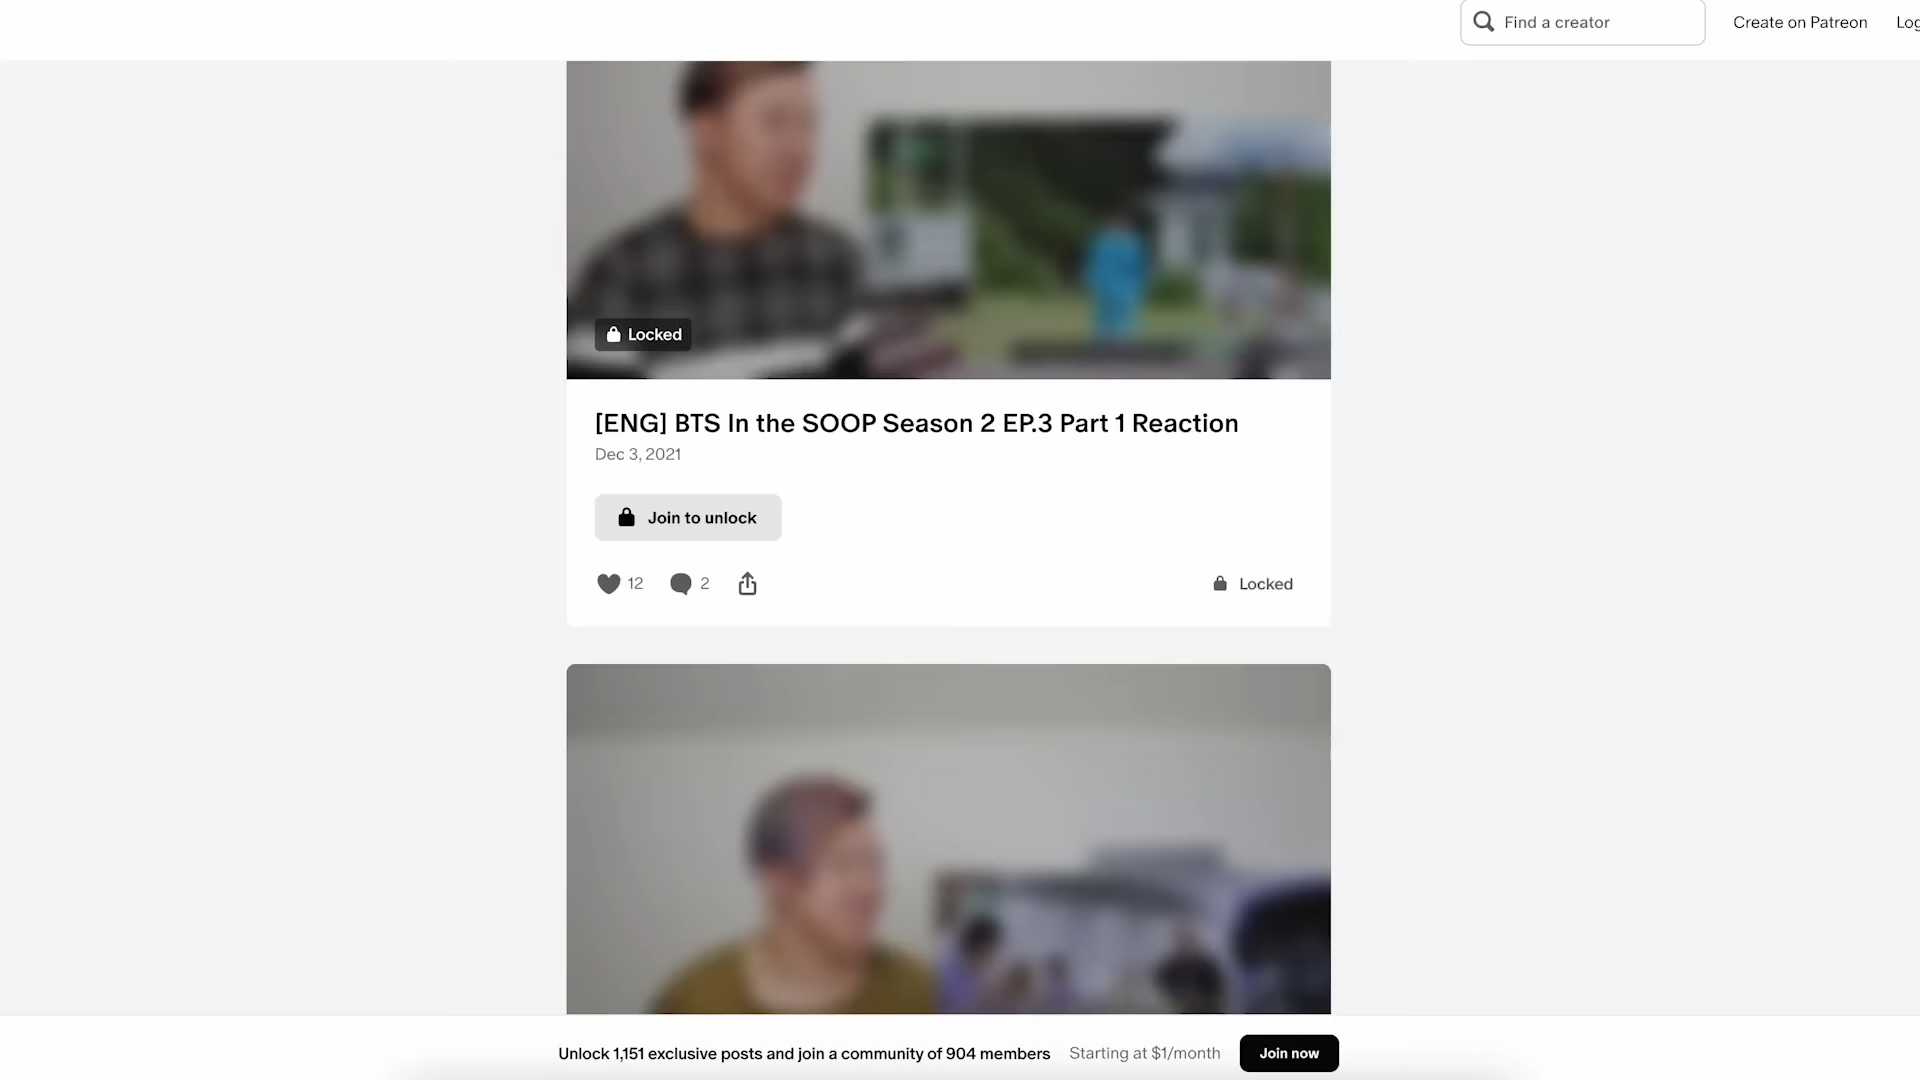 Find a creator
Create on Patreon
Log
Locked
[ENG] BTS In the SOOP Season 2 EP.3 Part 1 Reaction
Dec 3, 2021
Join to unlock
12
2
Locked
Unlock 1,151 exclusive posts and join a community of 904 members
Starting at $1/month
Join now